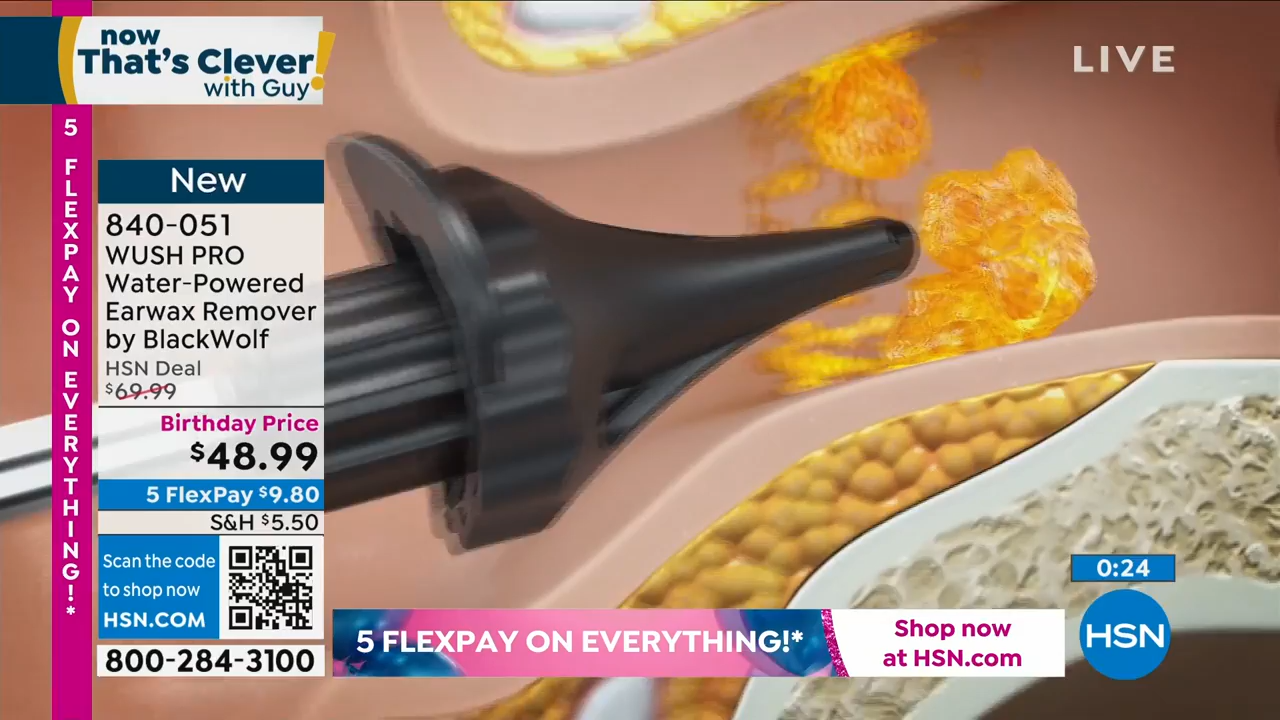 now
That's Clever!
with Guy
LIVE
5 FLEXPAY ON EVERYTHING!*
New
840-051
WUSH PRO
Water-Powered
Earwax Remover
by BlackWolf
HSN Deal
$69.99
Birthday Price
$48.99
5 FlexPay $9.80
S&H $5.50
Scan the code
to shop now
HSN.COM
800-284-3100
5 FLEXPAY ON EVERYTHING!*
Shop now
at HSN.com
0:24
HSN